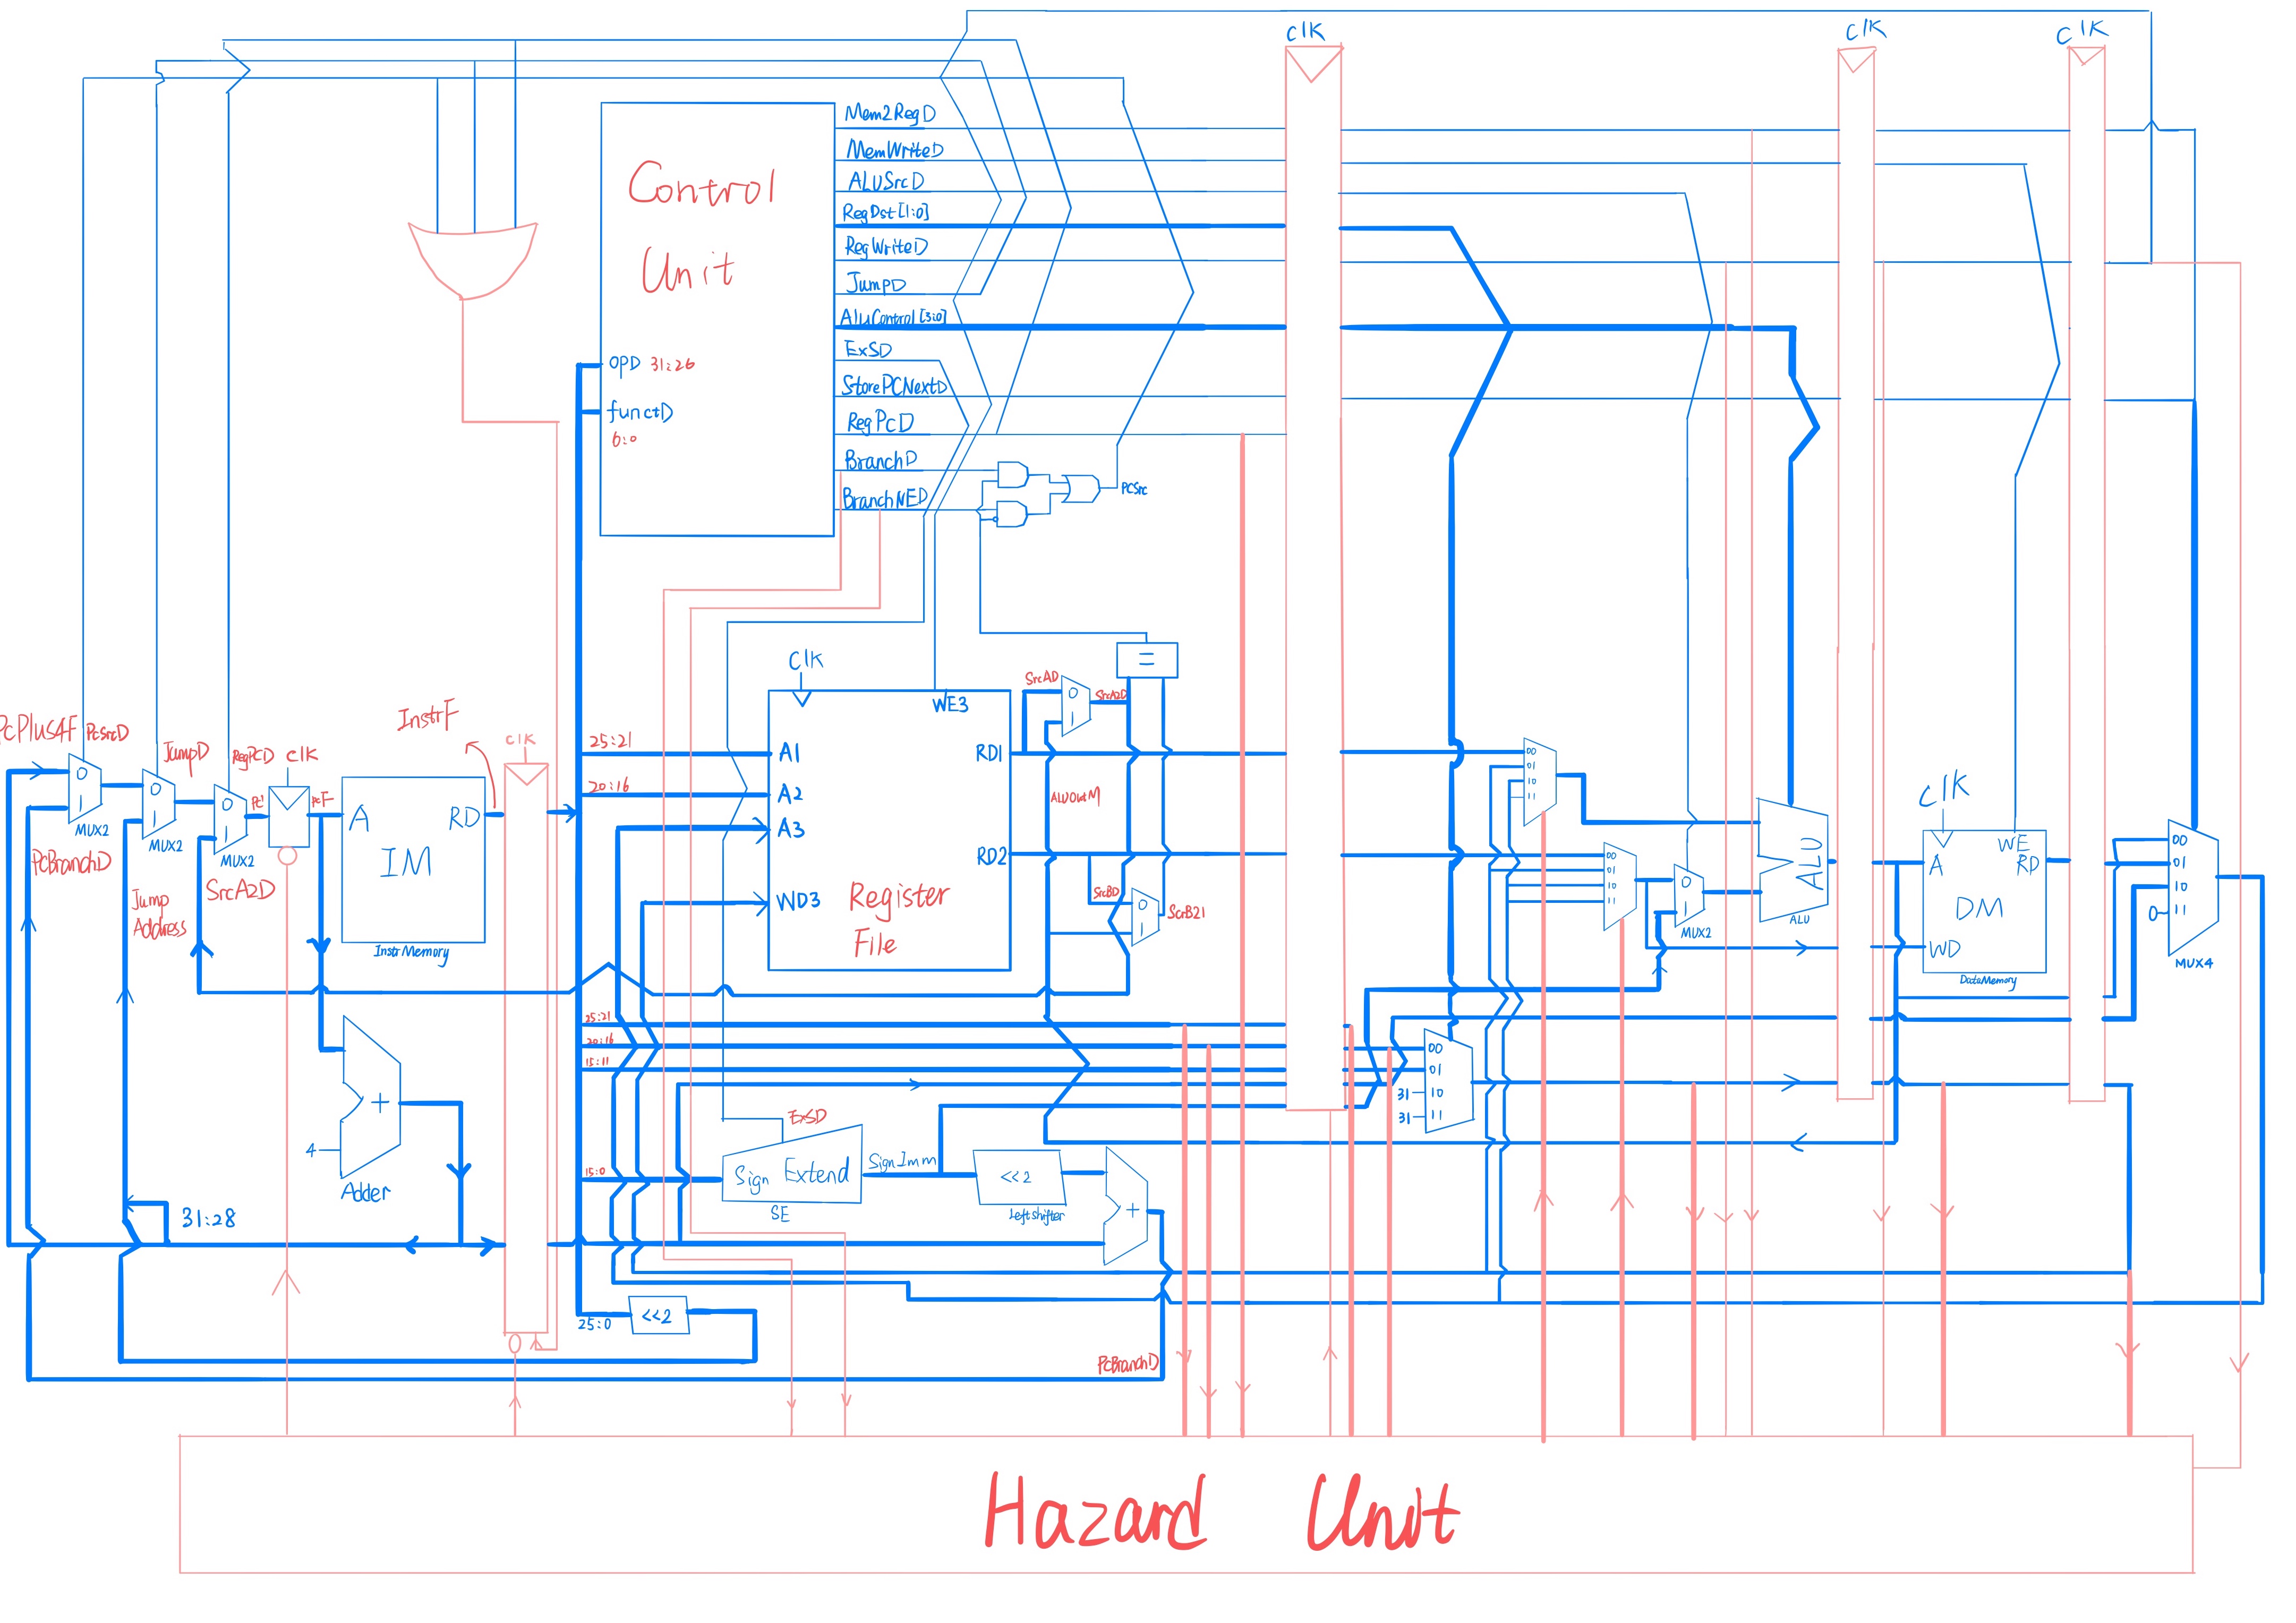 clK
clK
clK
Mem2RegD
MemWriteD
ALUSrcD
RegDst[1:0]
RegWriteD
JumpD
AluControl[3:0]
ExSD
StorePCNextD
RegPcD
BranchD
BranchNED
Control
Unit
OPD 31:26
functD
6:0
PCSrc
=
ClK
WE3
25:21
A1
20:16
A2
A3
WD3
RD1
RD2
Register
File
SrcAD
0
1
SrcA2D
ALUOutM
SrcBD
0
1
ScrB21
PcPlus4F
PcSrcD
JumpD
RegPCD
clK
InstrF
clK
0
1
MUX2
0
1
MUX2
0
1
MUX2
PC'
PcF
A
RD
IM
InstrMemory
PcBranchD
Jump
Address
SrcA2D
+
4
Adder
31:28
25:21
20:16
15:11
ExSD
15:0
Sign Extend
SE
SignImm
<<2
Leftshifter
+
25:0
<<2
PcBranchD
00
01
10
11
00
01
10
11
0
1
MUX2
ALU
ALU
00
01
31 10
31 11
ClK
A
WE
RD
DM
WD
DataMemory
00
01
10
0 11
MUX4
Hazard Unit